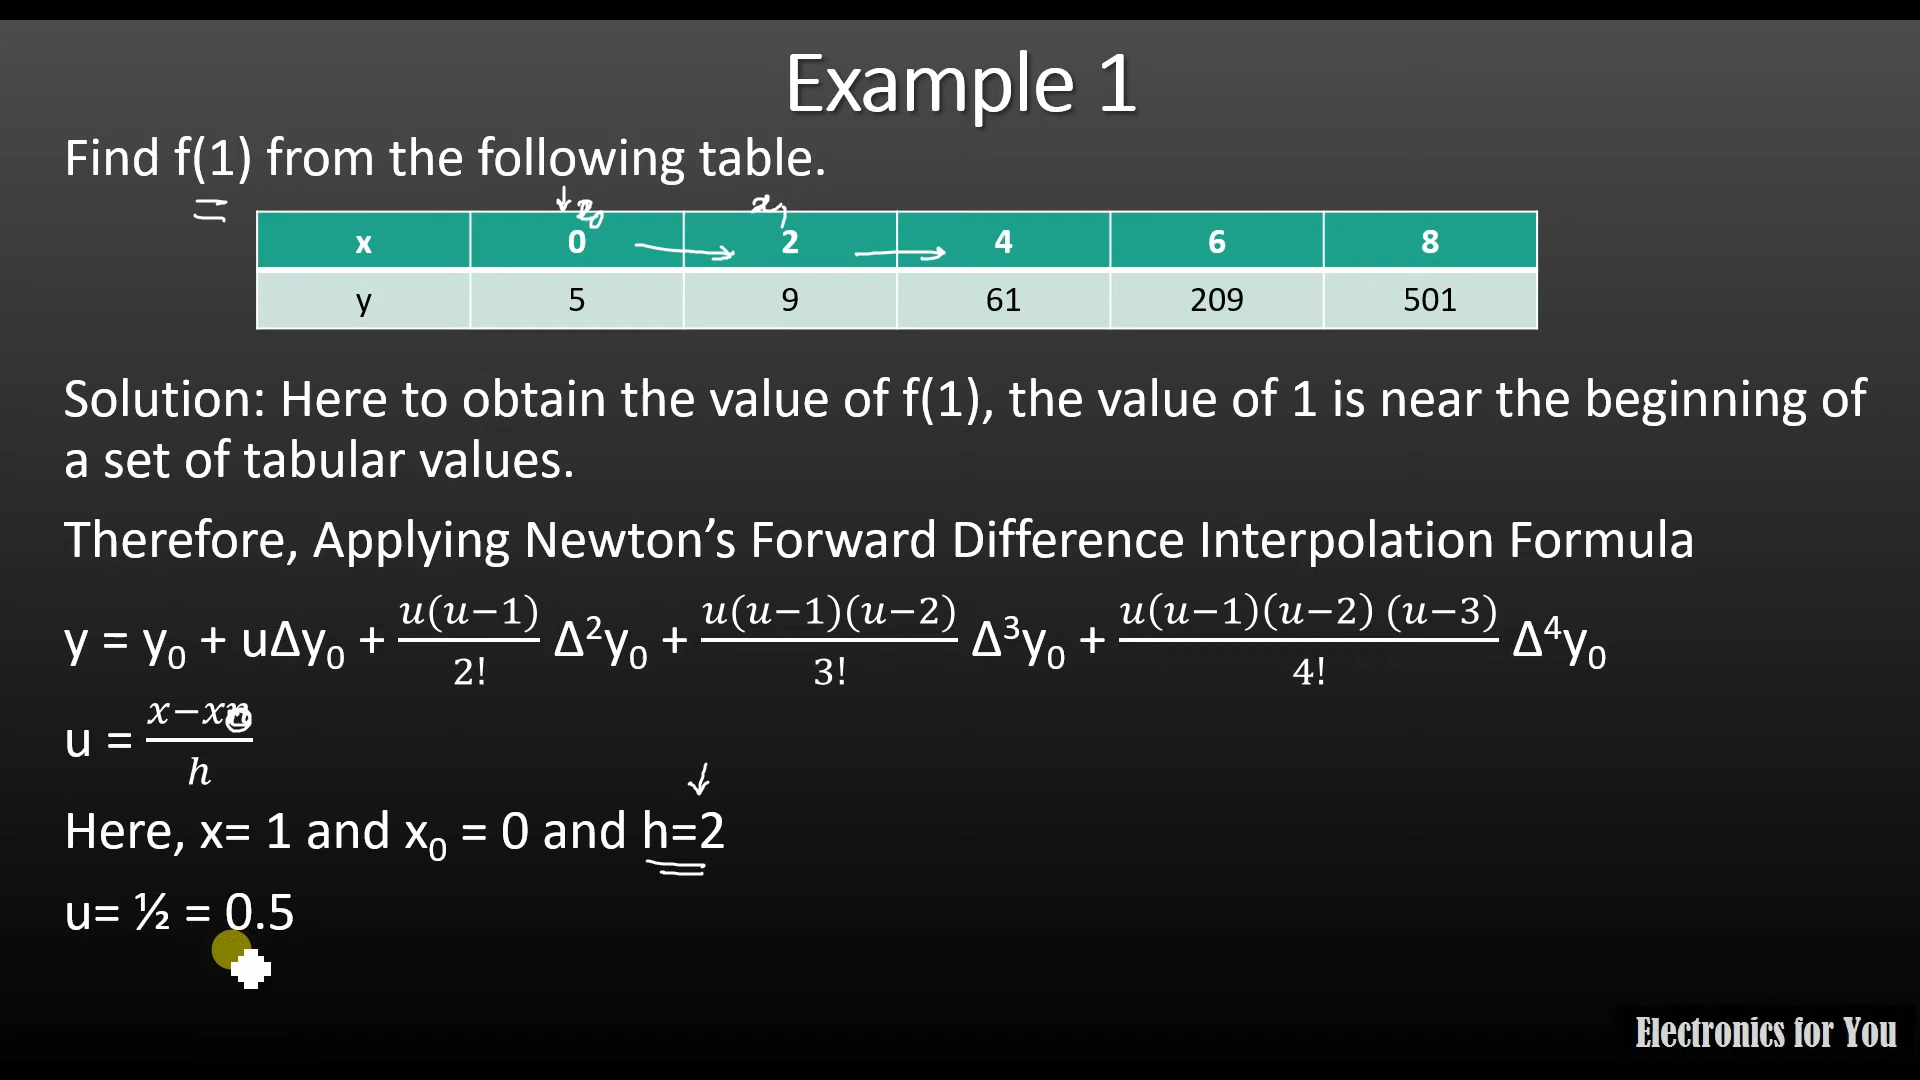 Example 1
Find f(1) from the following table.
x₀ x₁
x 0 2 4 6 8
y 5 9 61 209 501
Solution: Here to obtain the value of f(1), the value of 1 is near the beginning of
a set of tabular values.
Therefore, Applying Newton’s Forward Difference Interpolation Formula
y = y₀ + uΔy₀ + u(u−1)/2! Δ²y₀ + u(u−1)(u−2)/3! Δ³y₀ + u(u−1)(u−2) (u−3)/4! Δ⁴y₀
u = x−x₀/h
Here, x= 1 and x₀ = 0 and h=2
u= ½ = 0.5
Electronics for You